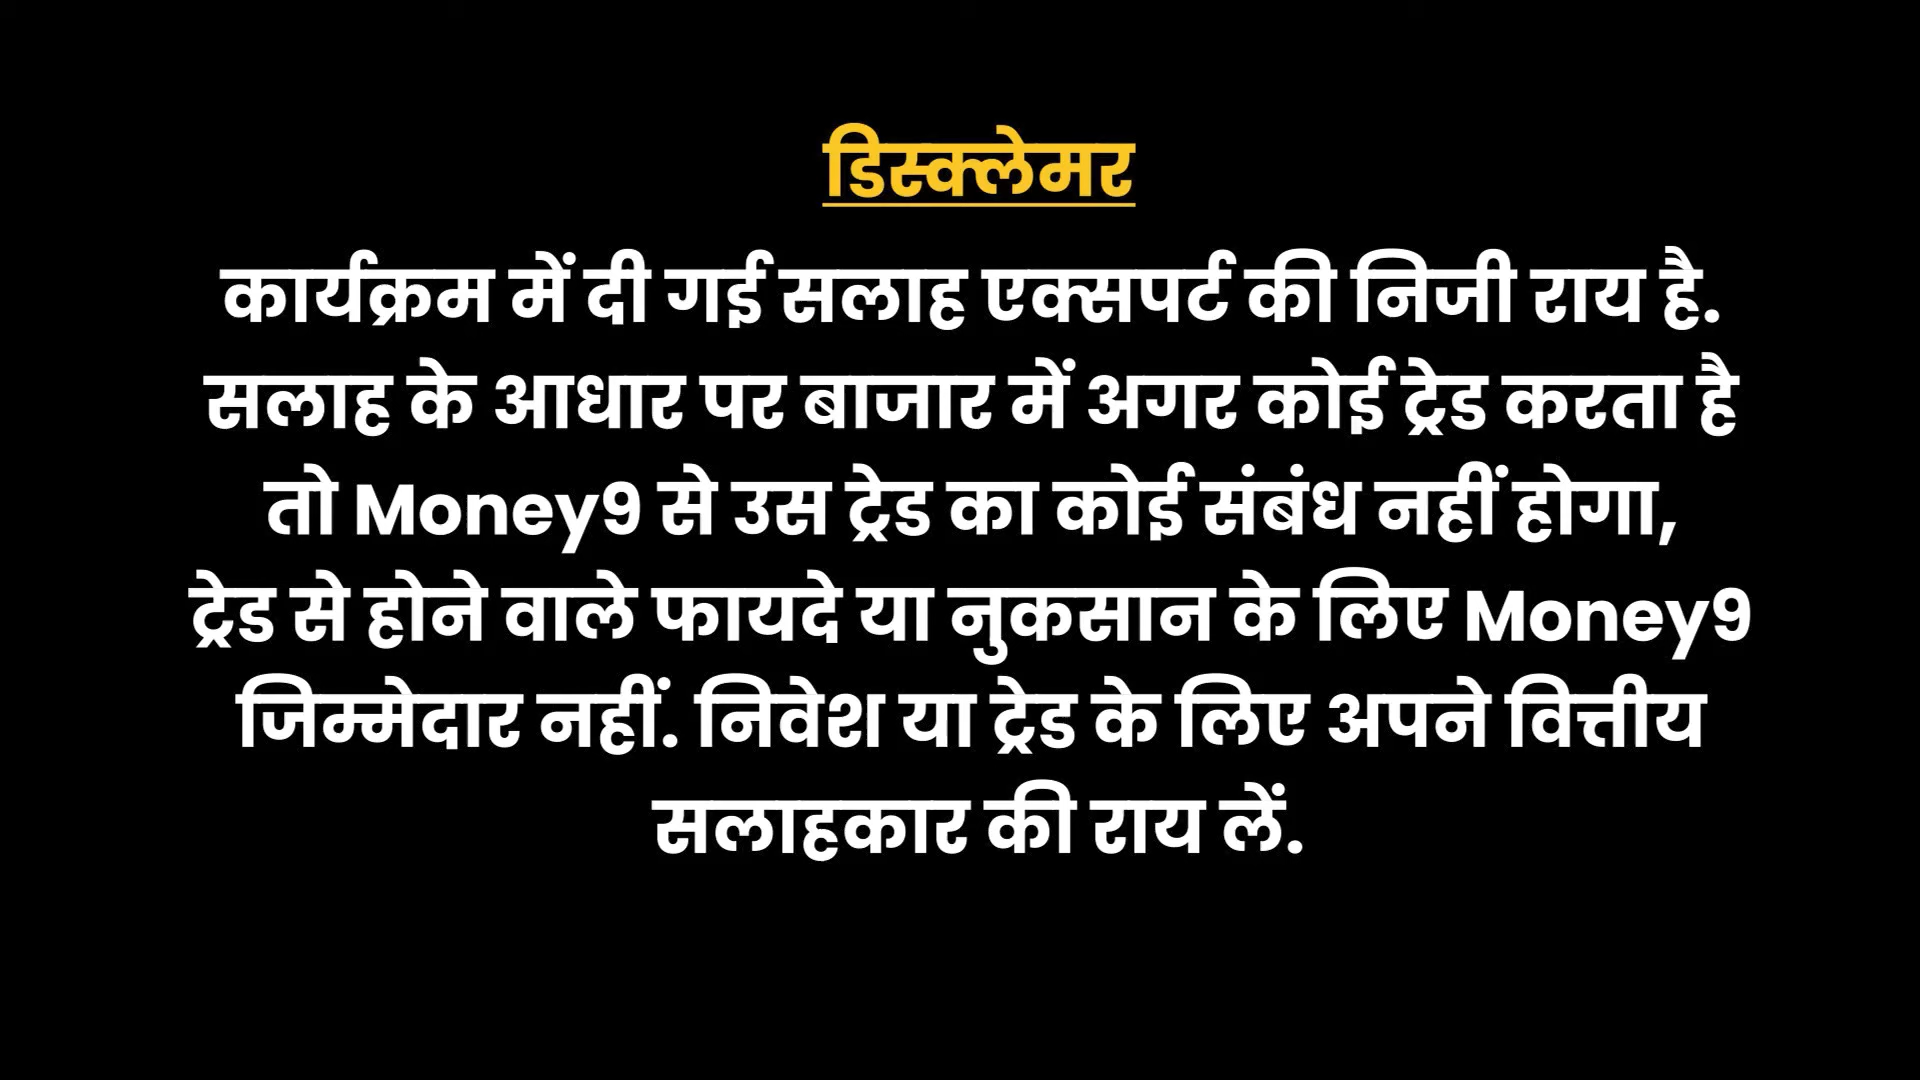 डिस्क्लेमर
कार्यक्रम में दी गई सलाह एक्सपर्ट की निजी राय है.
सलाह के आधार पर बाजार में अगर कोई ट्रेड करता है
तो Money9 से उस ट्रेड का कोई संबंध नहीं होगा,
ट्रेड से होने वाले फायदे या नुकसान के लिए Money9
जिम्मेदार नहीं. निवेश या ट्रेड के लिए अपने वित्तीय
सलाहकार की राय लें.